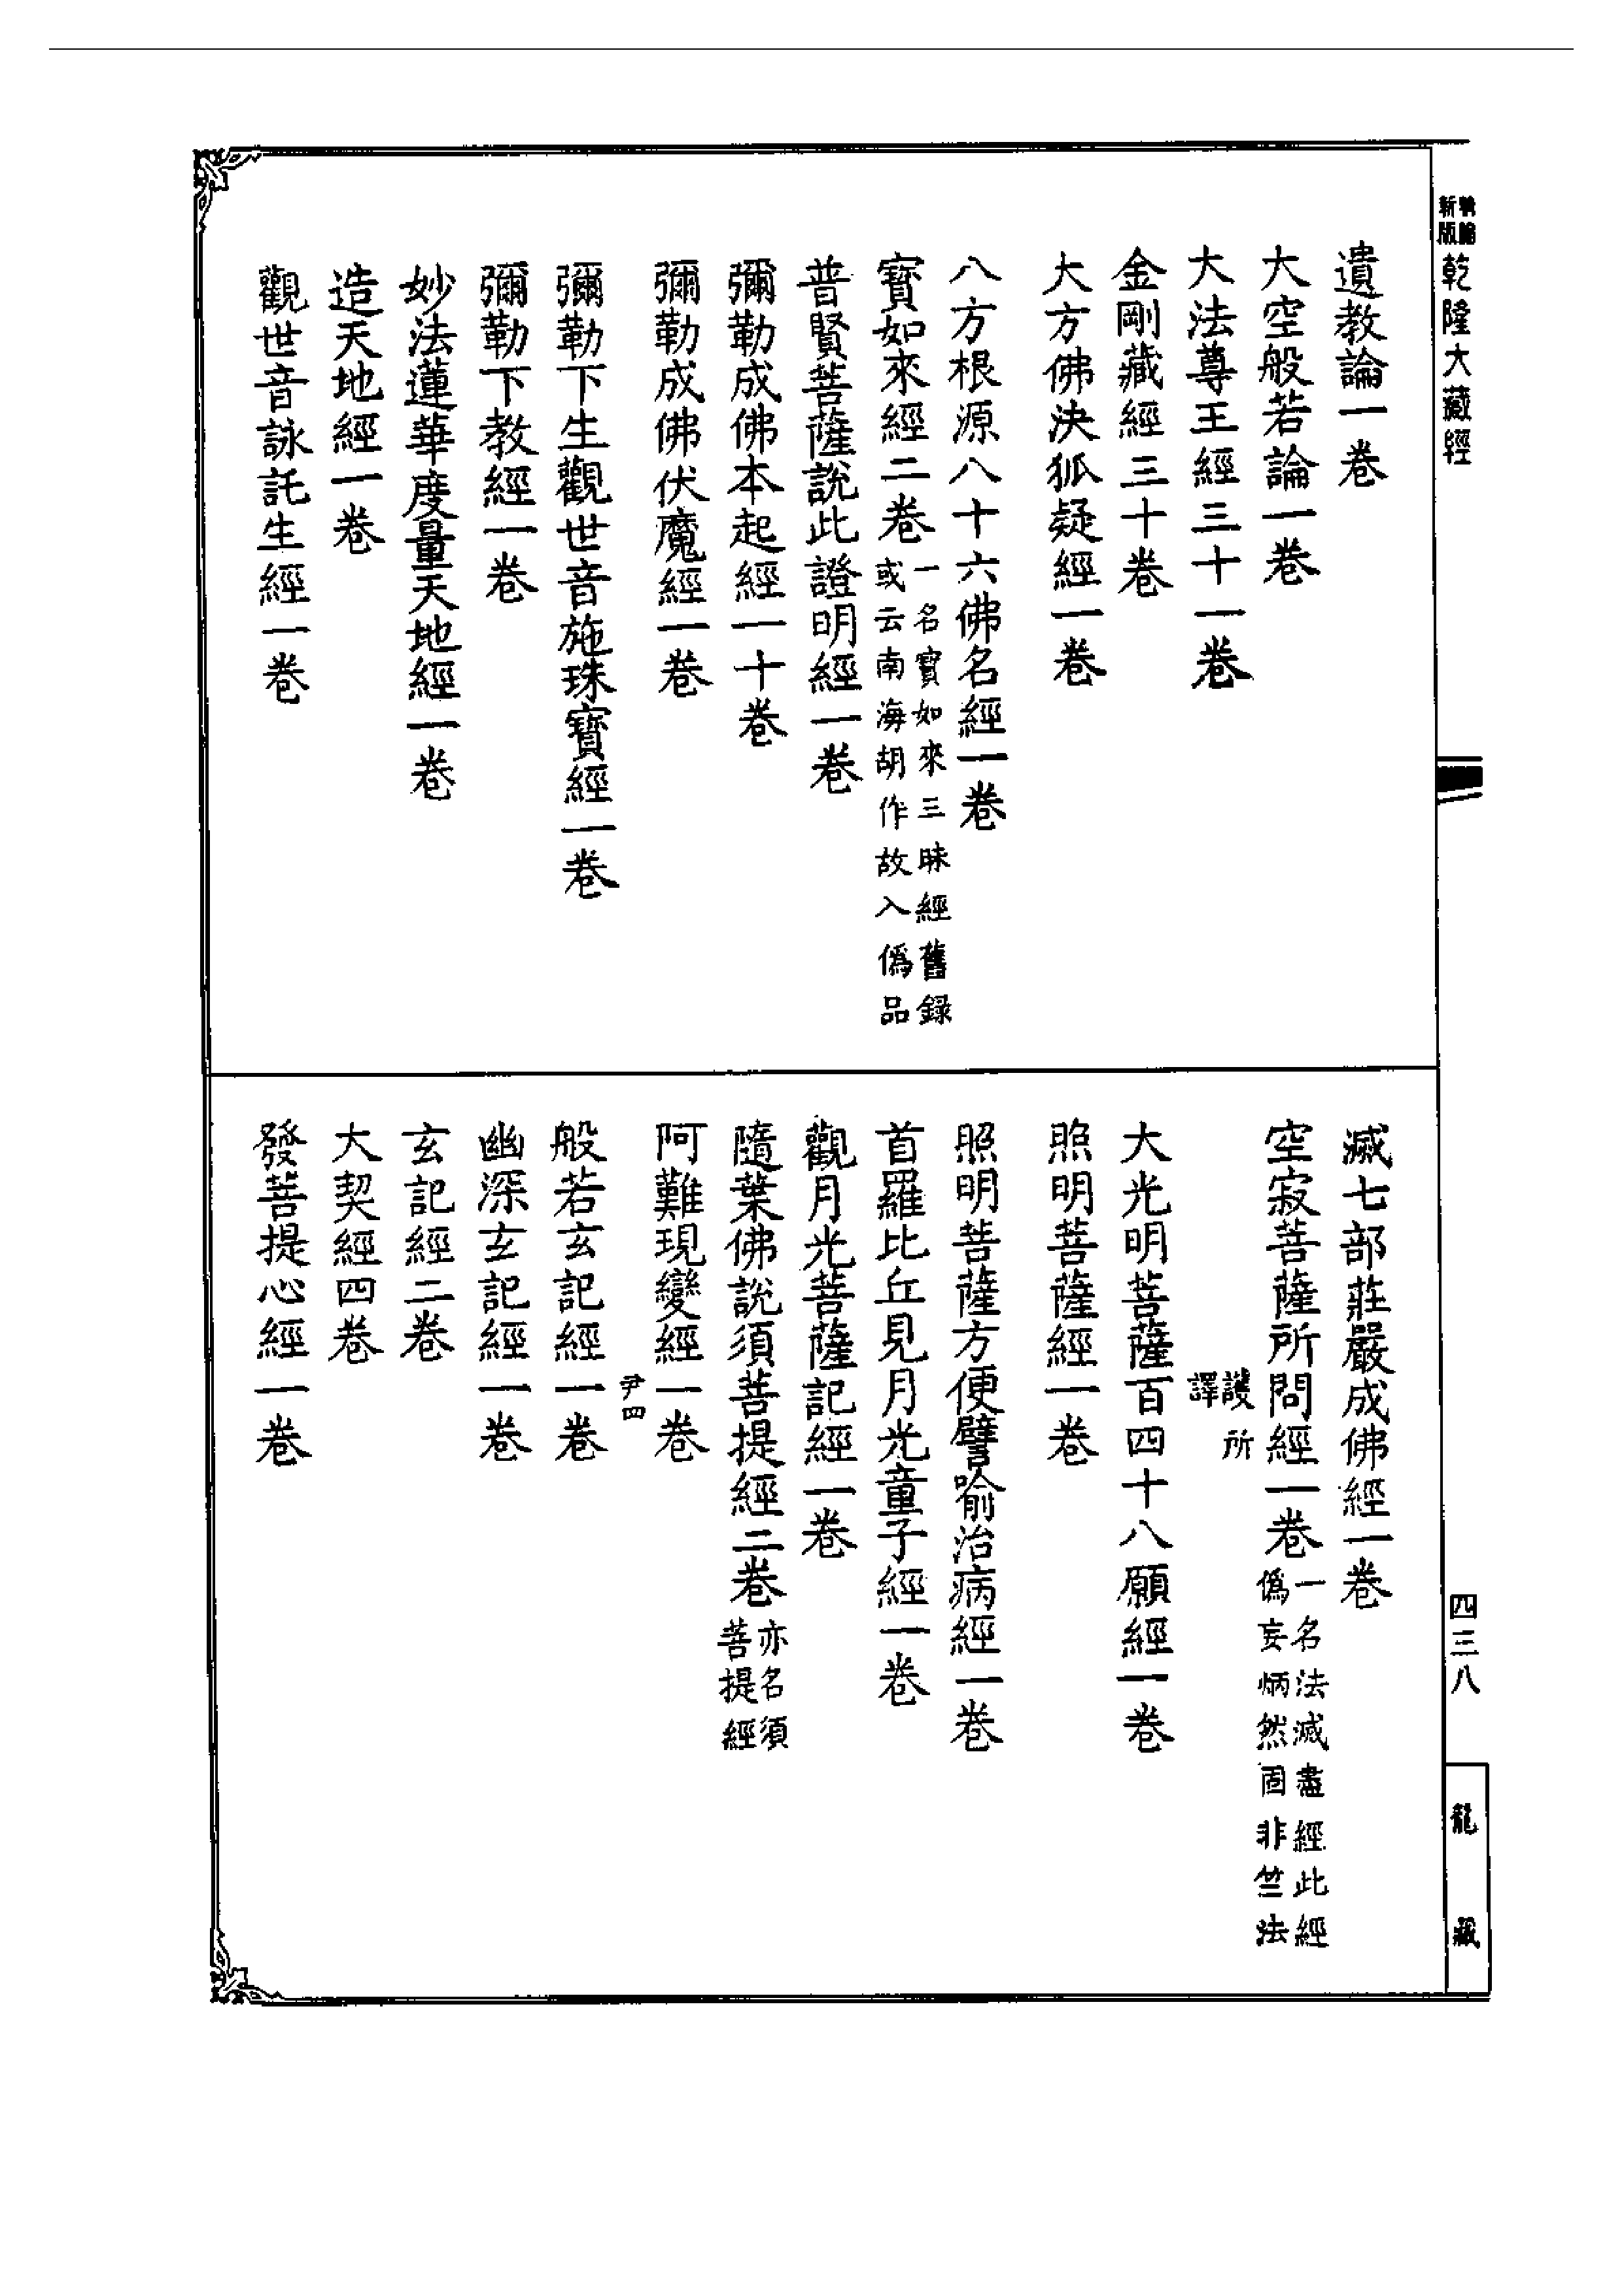 新編
縮版
乾隆大藏經
遺教論一卷
大空般若論一卷
大法尊王經三十一卷
金剛藏經三十卷
大方佛決狐疑經一卷
八方根源八十六佛名經一卷
寶如來經二卷一名寶如來三昧經舊録
或云南海胡作故入偽品
普賢菩薩說此證明經一卷
彌勒成佛本起經一十卷
彌勒成佛伏魔經一卷
彌勒下生觀世音施珠寶經一卷
彌勒下教經一卷
妙法蓮華度量天地經一卷
造天地經一卷
觀世音詠託生經一卷
滅七部莊嚴成佛經一卷
空寂菩薩所問經一卷一名法滅盡經此經
偽妄炳然固非竺法
護所
譯
大光明菩薩百四十八願經一卷
照明菩薩經一卷
照明菩薩方便譬喻治病經一卷
首羅比丘見月光童子經一卷
觀月光菩薩記經一卷
隨葉佛說須菩提經二卷亦名須
菩提經
阿難現變經一卷
尹四
般若玄記經一卷
幽深玄記經一卷
玄記經二卷
大契經四卷
發菩提心經一卷
四三八
龍藏